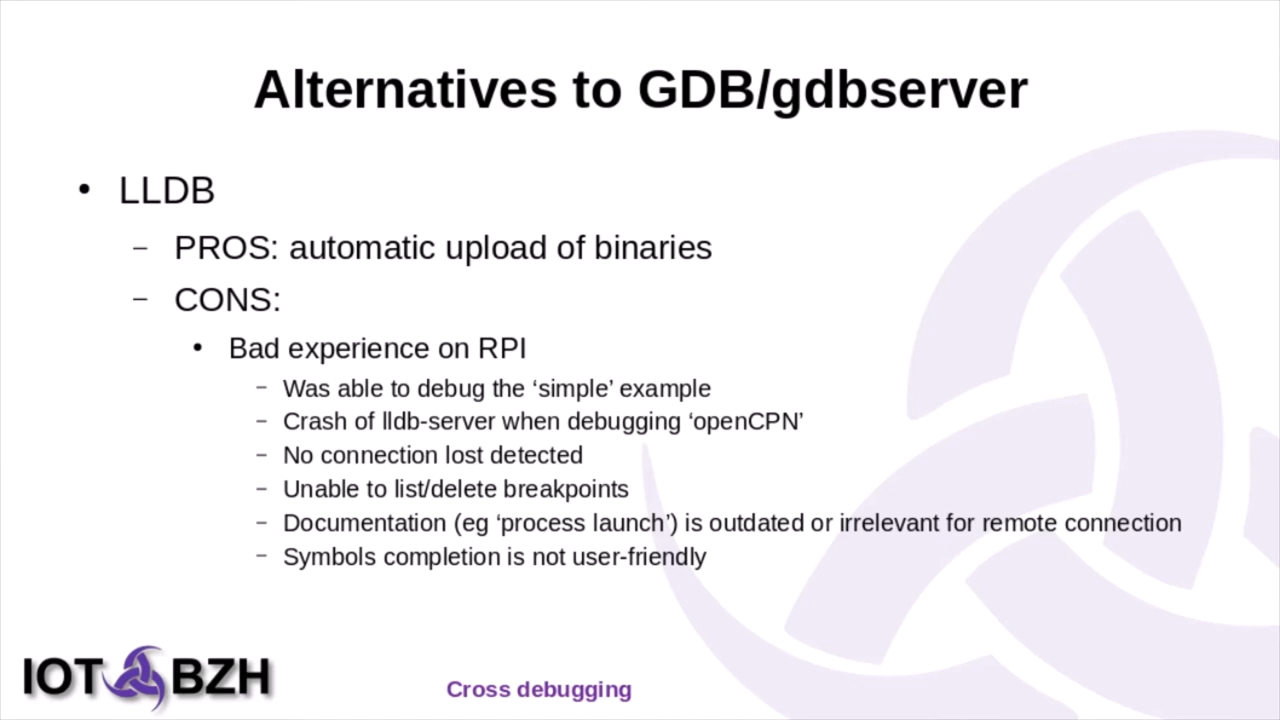 Alternatives to GDB/gdbserver
• LLDB
– PROS: automatic upload of binaries
– CONS:
• Bad experience on RPI
– Was able to debug the ‘simple’ example
– Crash of lldb-server when debugging ‘openCPN’
– No connection lost detected
– Unable to list/delete breakpoints
– Documentation (eg ‘process launch’) is outdated or irrelevant for remote connection
– Symbols completion is not user-friendly
IOT BZH
Cross debugging